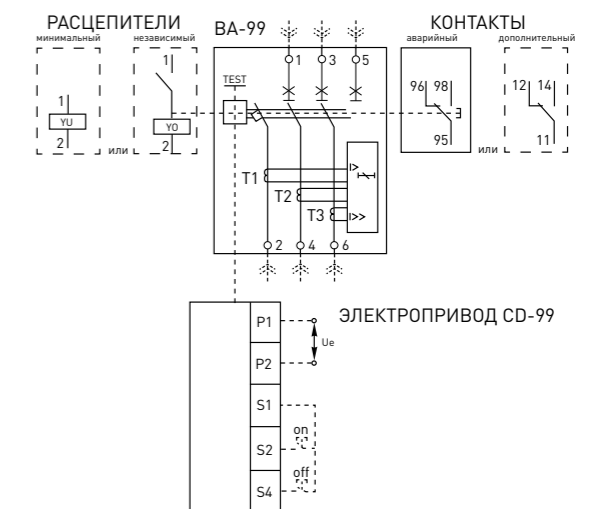 РАСЦЕПИТЕЛИ
минимальный независимый
ВА-99
КОНТАКТЫ
аварийный дополнительный
1 3 5
TEST
1
YU
2
или
1
YO
2
96 98
95
или
12 14
11
T1
T2
T3
I>
I>>
2 4 6
ЭЛЕКТРОПРИВОД CD-99
P1
Ue
P2
S1
on
S2
off
S4